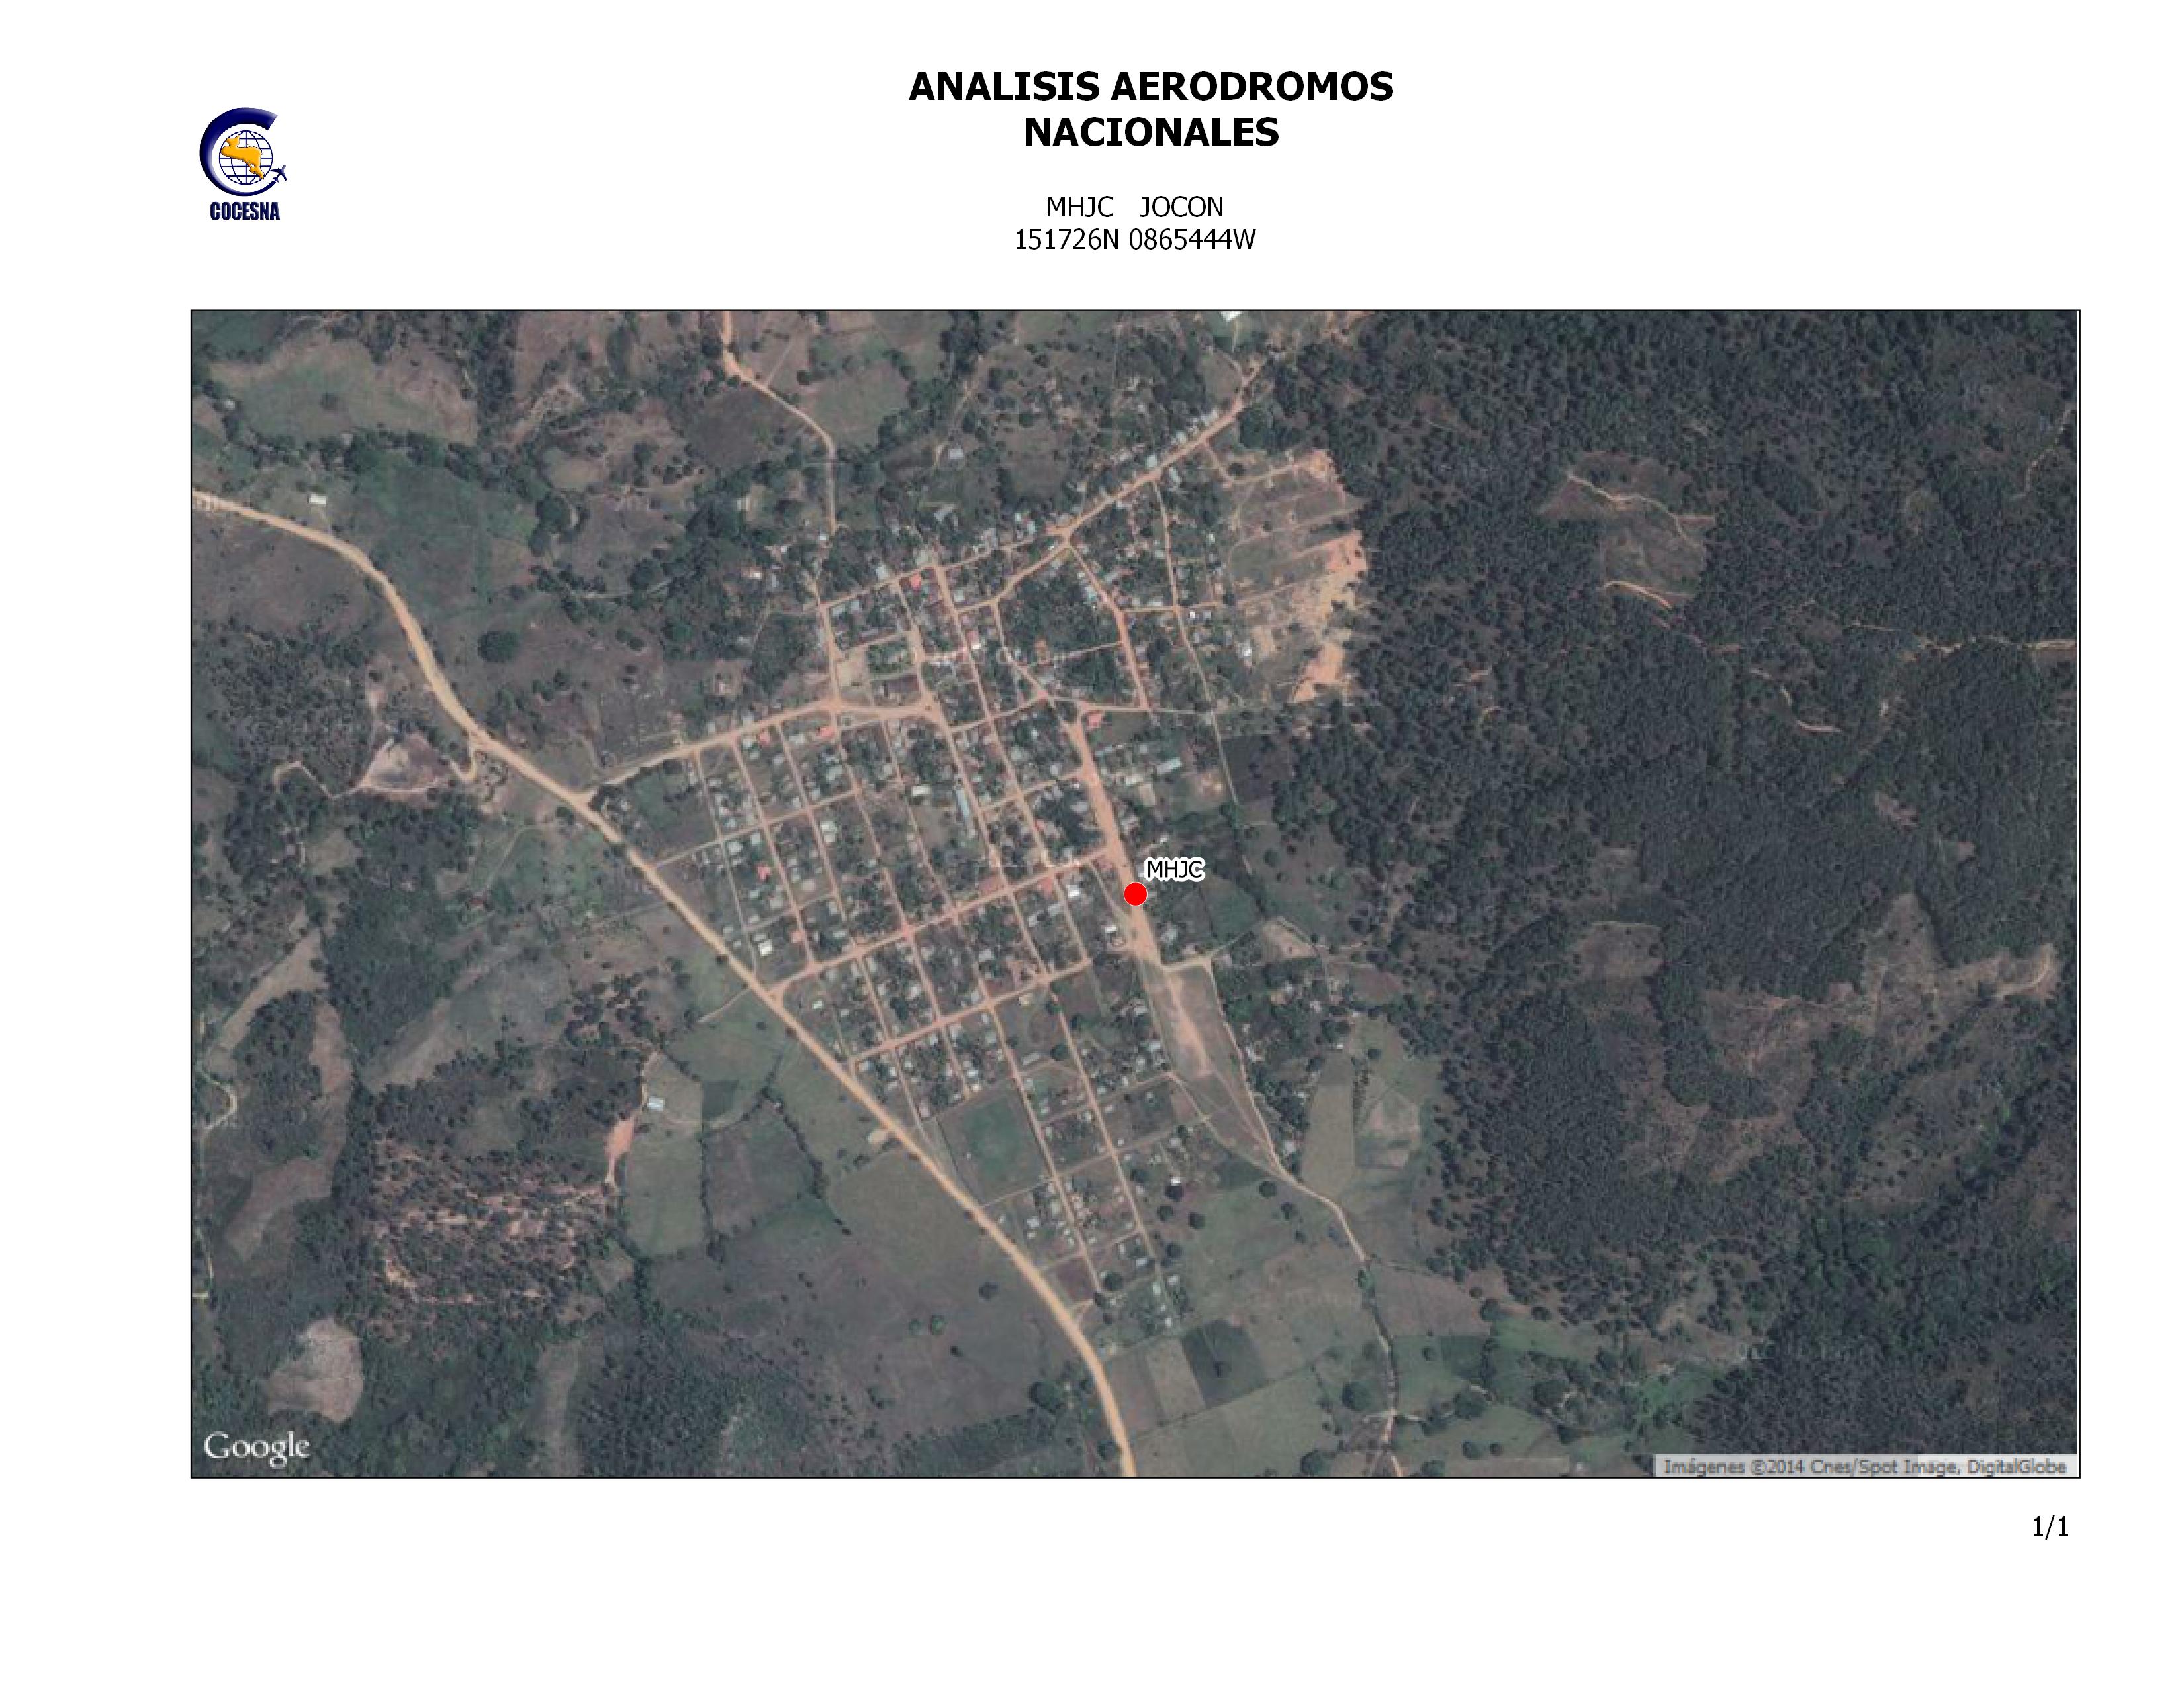 ANALISIS AERODROMOS
NACIONALES
COCESNA
MHJC JOCON
151726N 0865444W
MHJC
Google
Imágenes ©2014 Cnes/Spot Image, DigitalGlobe
1/1